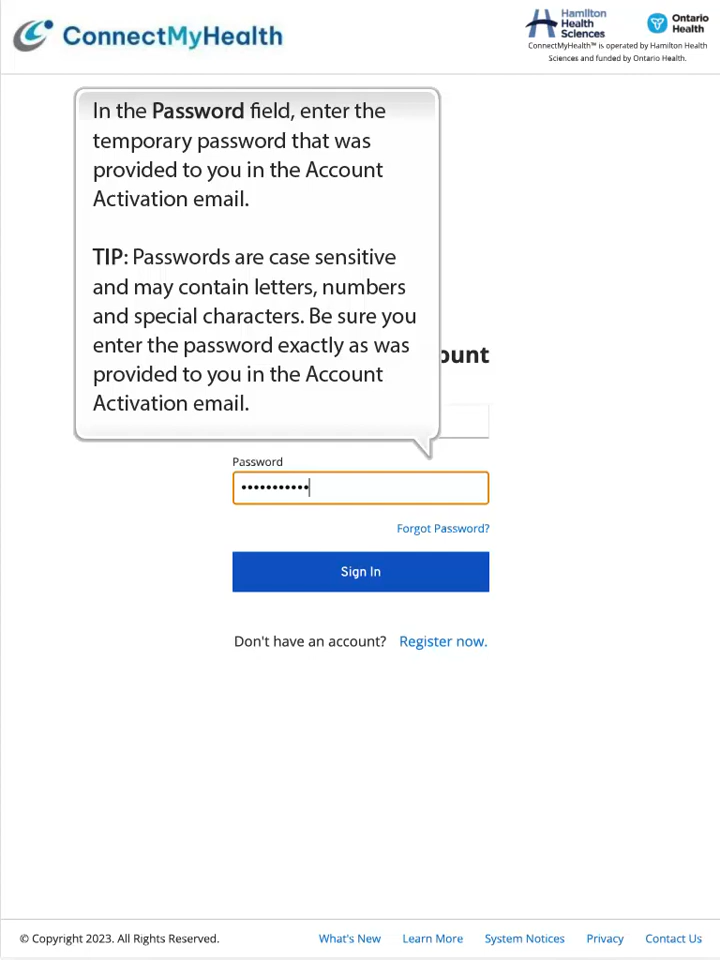 ConnectMyHealth
Hamilton
Health
Sciences
Ontario
Health
ConnectMyHealth™ is operated by Hamilton Health
Sciences and funded by Ontario Health.
In the Password field, enter the
temporary password that was
provided to you in the Account
Activation email.
TIP: Passwords are case sensitive
and may contain letters, numbers
and special characters. Be sure you
enter the password exactly as was
provided to you in the Account
Activation email.
ount
Password
•••••••••••
Forgot Password?
Sign In
Don't have an account? Register now.
© Copyright 2023. All Rights Reserved. What's New Learn More System Notices Privacy Contact Us